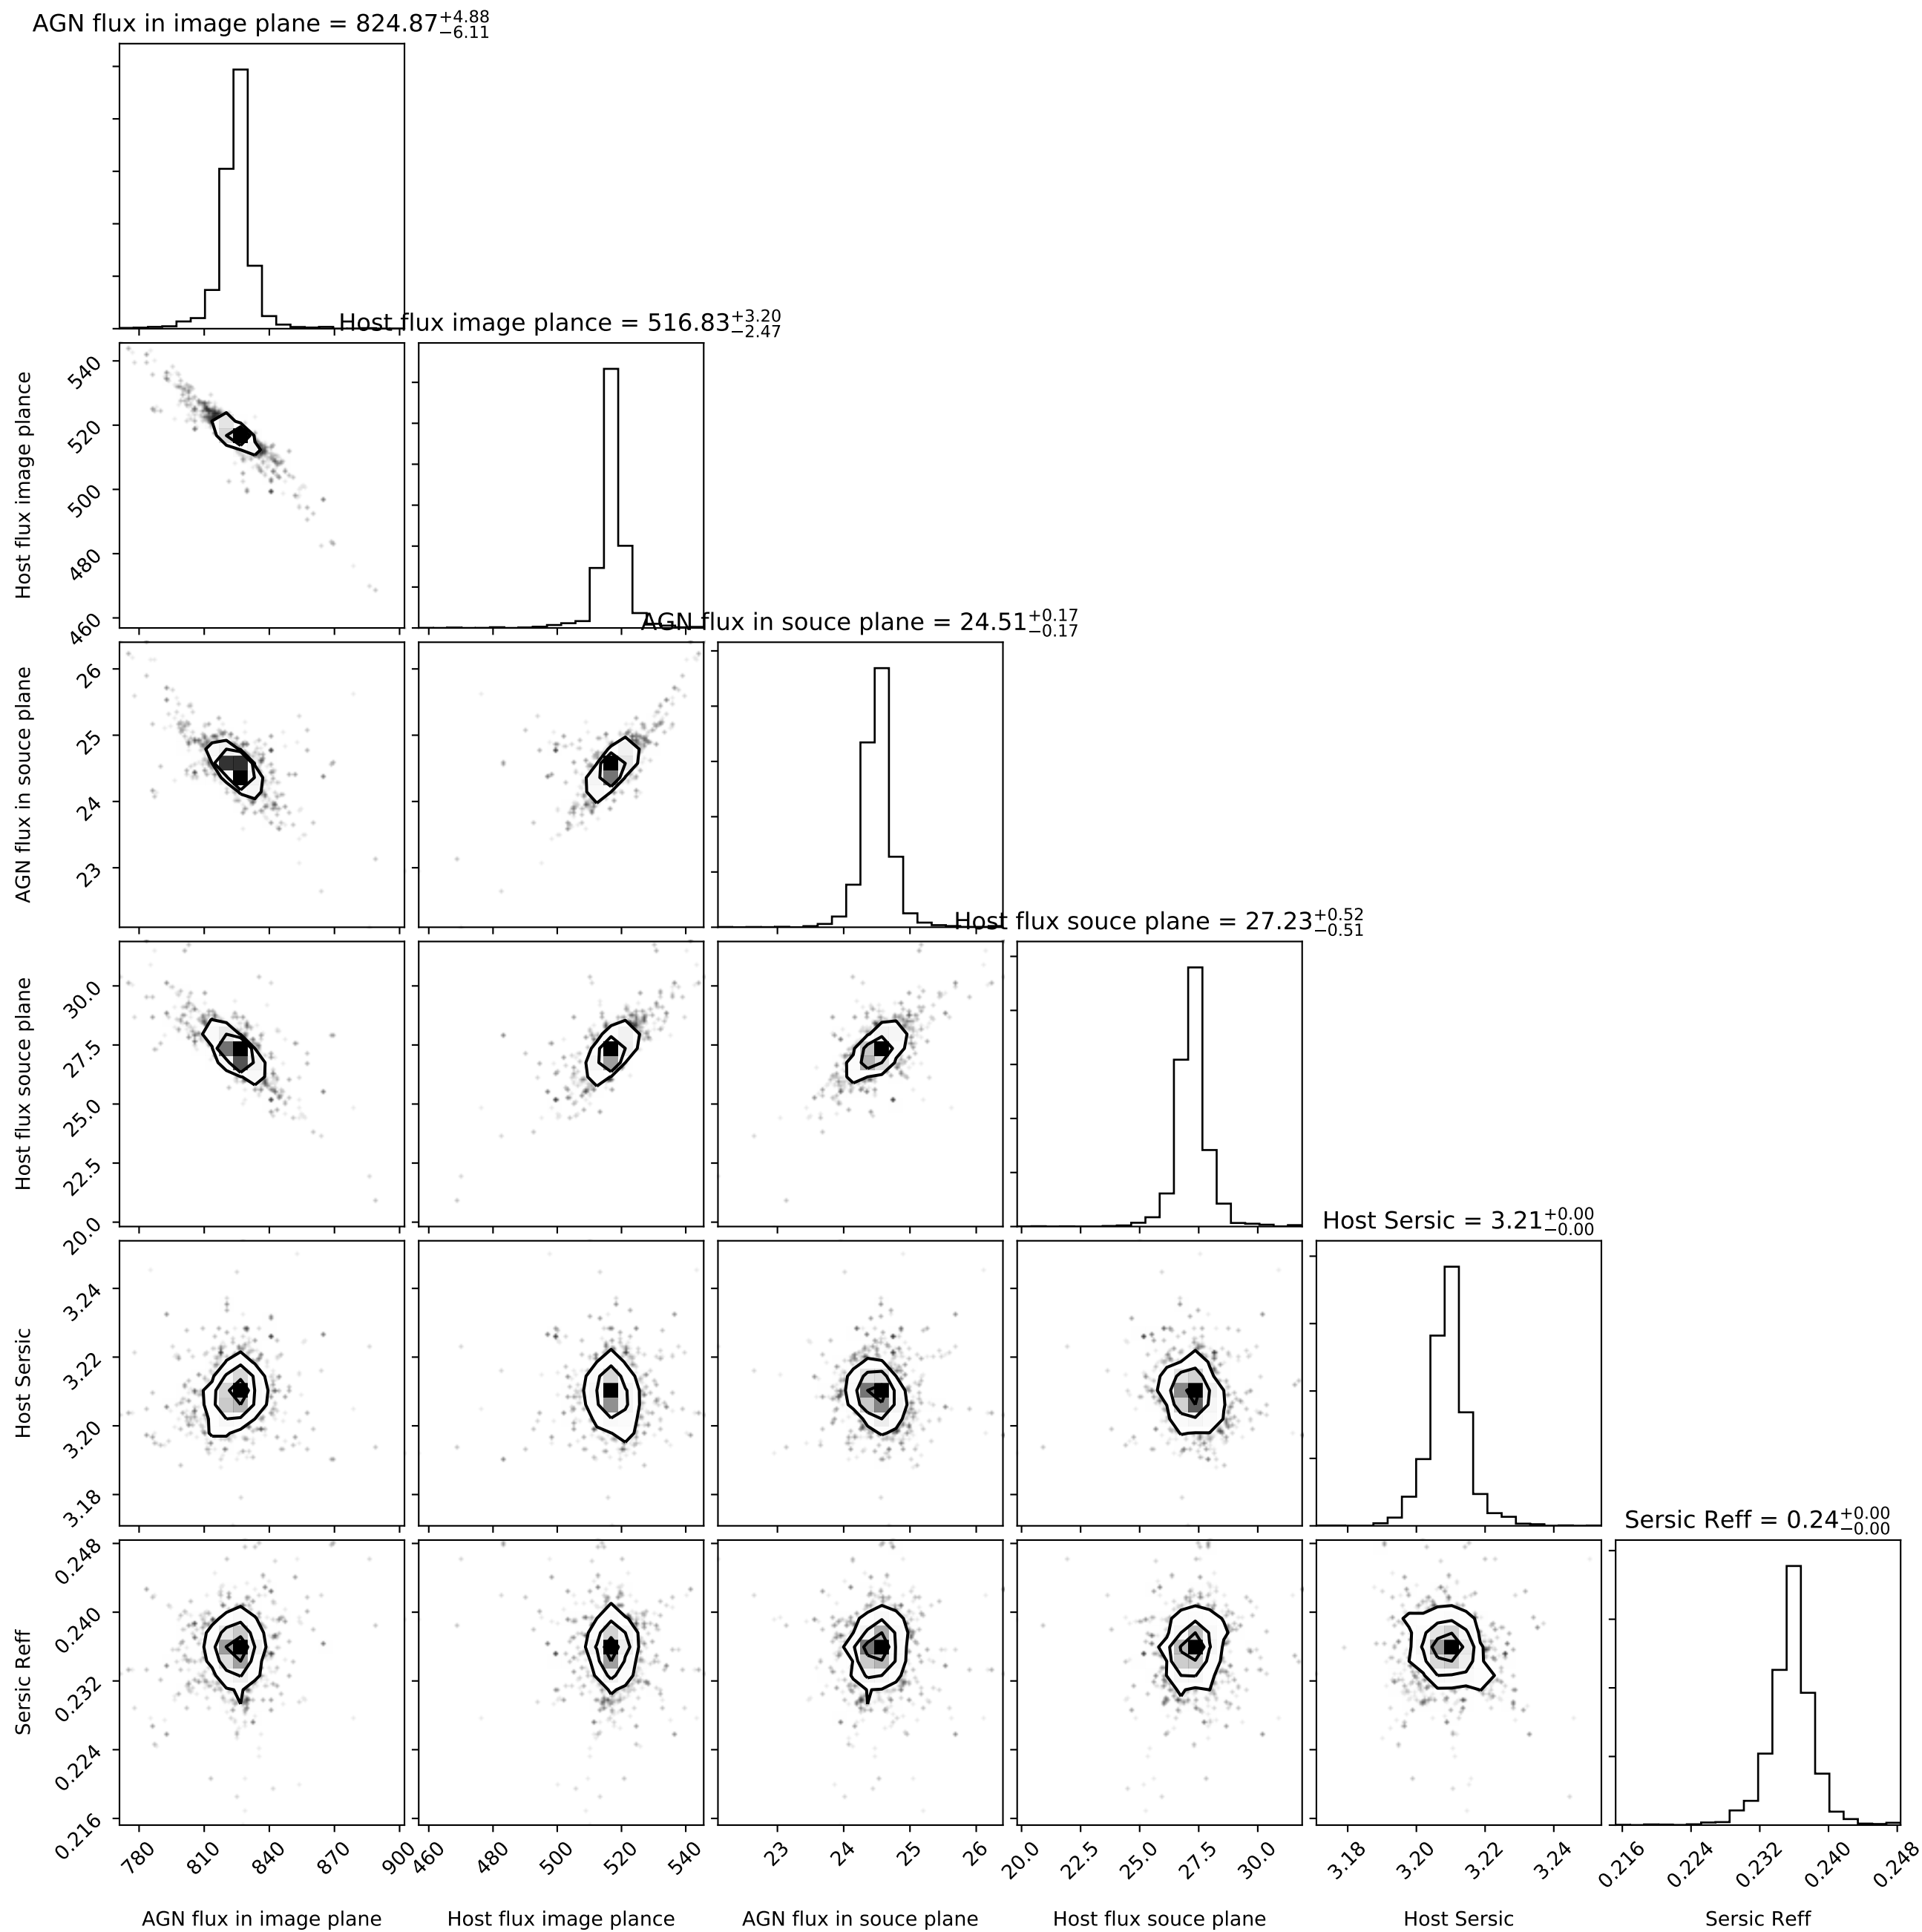 AGN flux in image plane = 824.87+4.88 −6.11
Host flux image plance = 516.83+3.20 −2.47
540
520
500
480
460
Host flux image plance
AGN flux in souce plane = 24.51+0.17 −0.17
26
25
24
23
AGN flux in souce plane
Host flux souce plane = 27.23+0.52 −0.51
30.0
27.5
25.0
22.5
20.0
Host flux souce plane
Host Sersic = 3.21+0.00 −0.00
3.24
3.22
3.20
3.18
Host Sersic
Sersic Reff = 0.24+0.00 −0.00
0.248
0.240
0.232
0.224
0.216
Sersic Reff
780 810 840 870 900 460 480 500 520 540 23 24 25 26 20.0 22.5 25.0 27.5 30.0 3.18 3.20 3.22 3.24 0.216 0.224 0.232 0.240 0.248
AGN flux in image plane Host flux image plance AGN flux in souce plane Host flux souce plane Host Sersic Sersic Reff